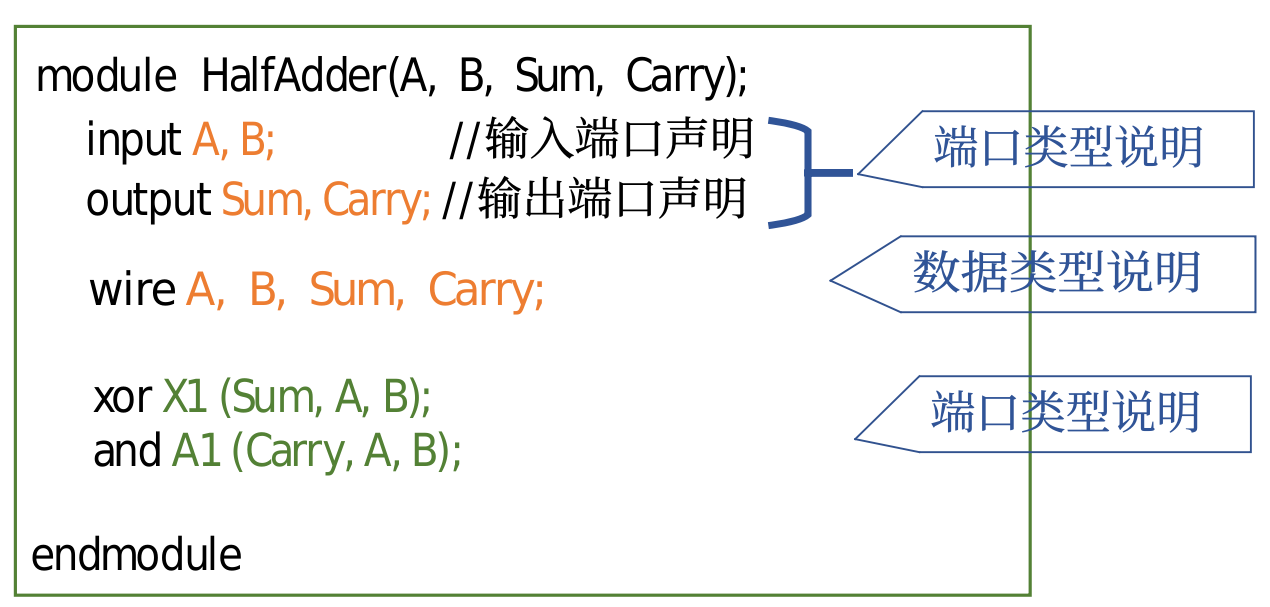 module HalfAdder(A, B, Sum, Carry);
input A, B; //输入端口声明
端口类型说明
output Sum, Carry; //输出端口声明
wire A, B, Sum, Carry;
数据类型说明
xor X1 (Sum, A, B);
端口类型说明
and A1 (Carry, A, B);
endmodule